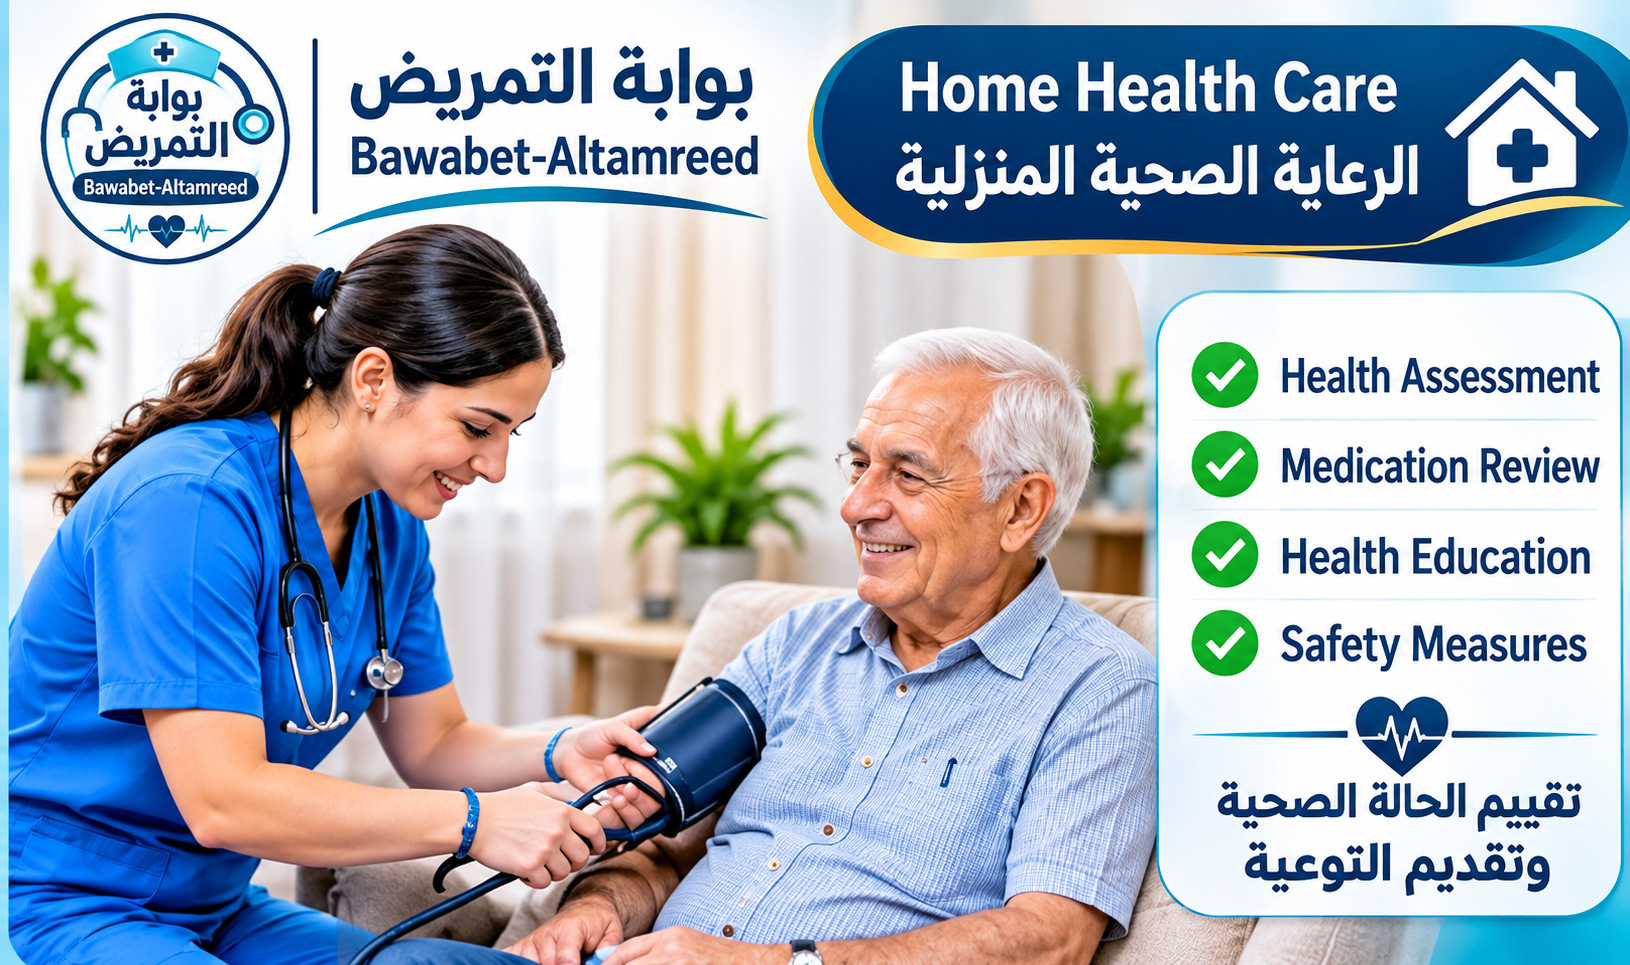 بوابة
التمريض
Bawabet-Altamreed
بوابة التمريض
Bawabet-Altamreed
Home Health Care
الرعاية الصحية المنزلية
Health Assessment
Medication Review
Health Education
Safety Measures
تقييم الحالة الصحية
وتقديم التوعية